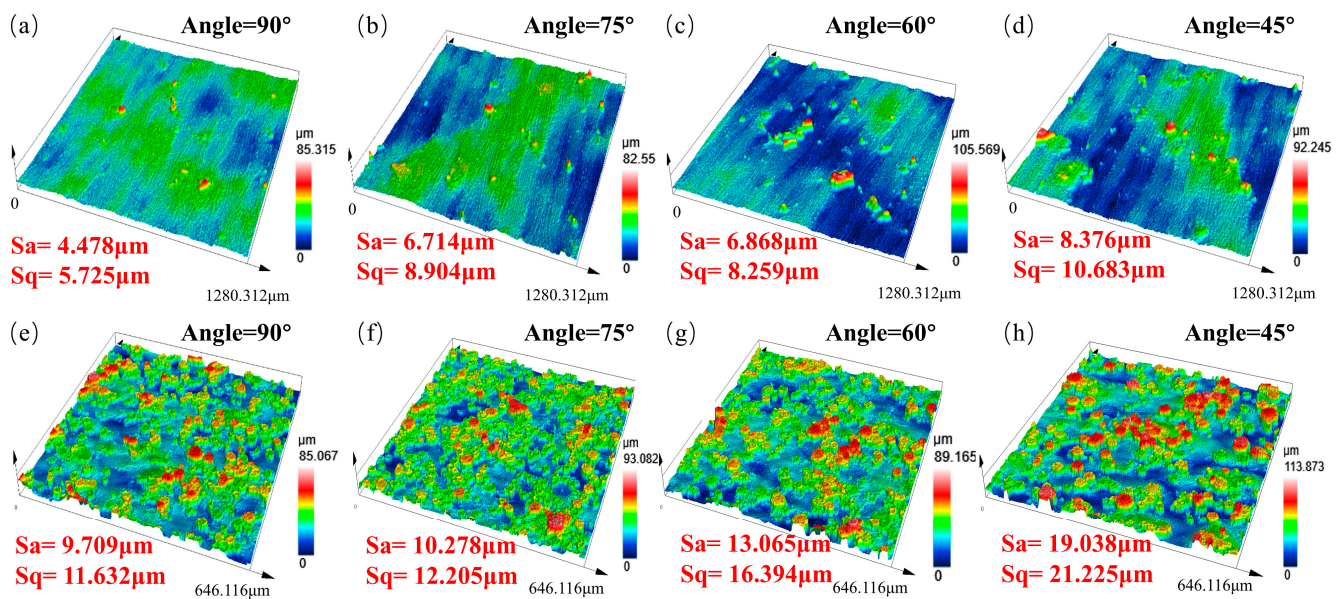 (a)
Angle=90°
μm
85.315
0
0
Sa= 4.478μm
Sq= 5.725μm
1280.312μm
(b)
Angle=75°
μm
82.55
0
0
Sa= 6.714μm
Sq= 8.904μm
1280.312μm
(c)
Angle=60°
μm
105.569
0
0
Sa= 6.868μm
Sq= 8.259μm
1280.312μm
(d)
Angle=45°
μm
92.245
0
0
Sa= 8.376μm
Sq= 10.683μm
1280.312μm
(e)
Angle=90°
μm
85.067
0
0
Sa= 9.709μm
Sq= 11.632μm
646.116μm
(f)
Angle=75°
μm
93.082
0
0
Sa= 10.278μm
Sq= 12.205μm
646.116μm
(g)
Angle=60°
μm
89.165
0
0
Sa= 13.065μm
Sq= 16.394μm
646.116μm
(h)
Angle=45°
μm
113.873
0
0
Sa= 19.038μm
Sq= 21.225μm
646.116μm